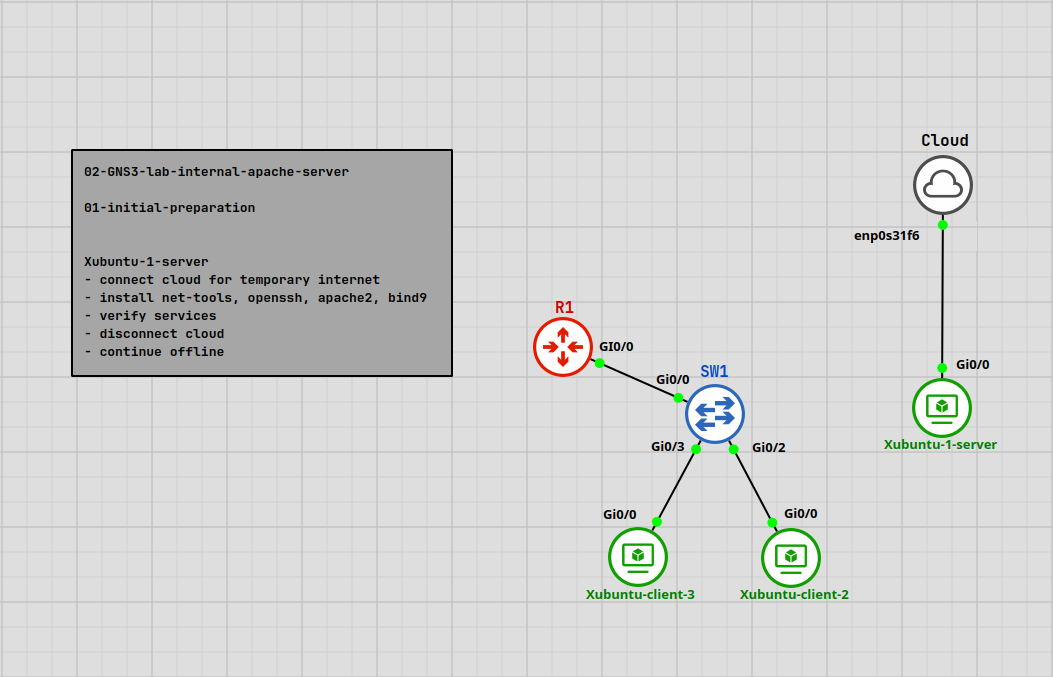 02-GNS3-lab-internal-apache-server
01-initial-preparation
Xubuntu-1-server
- connect cloud for temporary internet
- install net-tools, openssh, apache2, bind9
- verify services
- disconnect cloud
- continue offline
Cloud
enp0s31f6
R1
GI0/0
Gi0/0
SW1
Gi0/0
Xubuntu-1-server
Gi0/3
Gi0/2
Gi0/0
Gi0/0
Xubuntu-client-3
Xubuntu-client-2